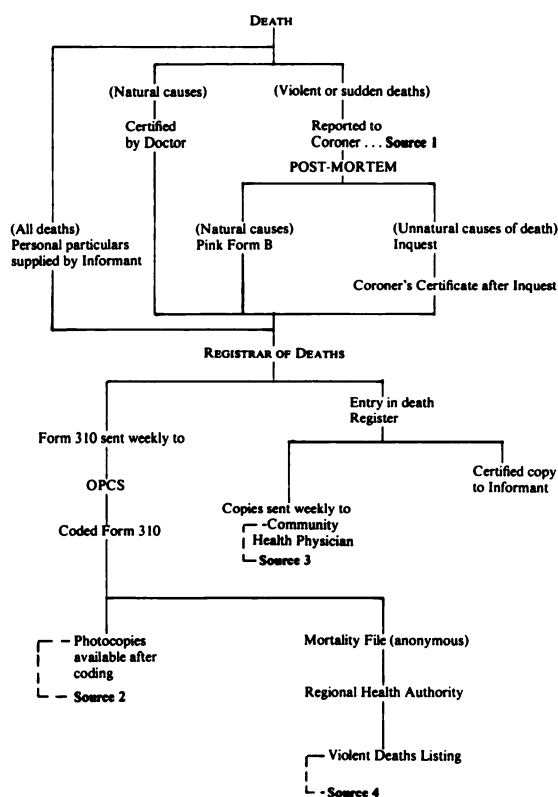 DEATH
(Natural causes)
(Violent or sudden deaths)
Certified
by Doctor
Reported to
Coroner . . . Source 1
POST-MORTEM
(All deaths)
Personal particulars
supplied by Informant
(Natural causes)
Pink Form B
(Unnatural causes of death)
Inquest
Coroner's Certificate after Inquest
REGISTRAR OF DEATHS
Entry in death
Register
Form 310 sent weekly to
OPCS
Coded Form 310
Certified copy
to Informant
Copies sent weekly to
Community
Health Physician
Source 3
Photocopies
available after
coding
Source 2
Mortality File (anonymous)
Regional Health Authority
Violent Deaths Listing
Source 4